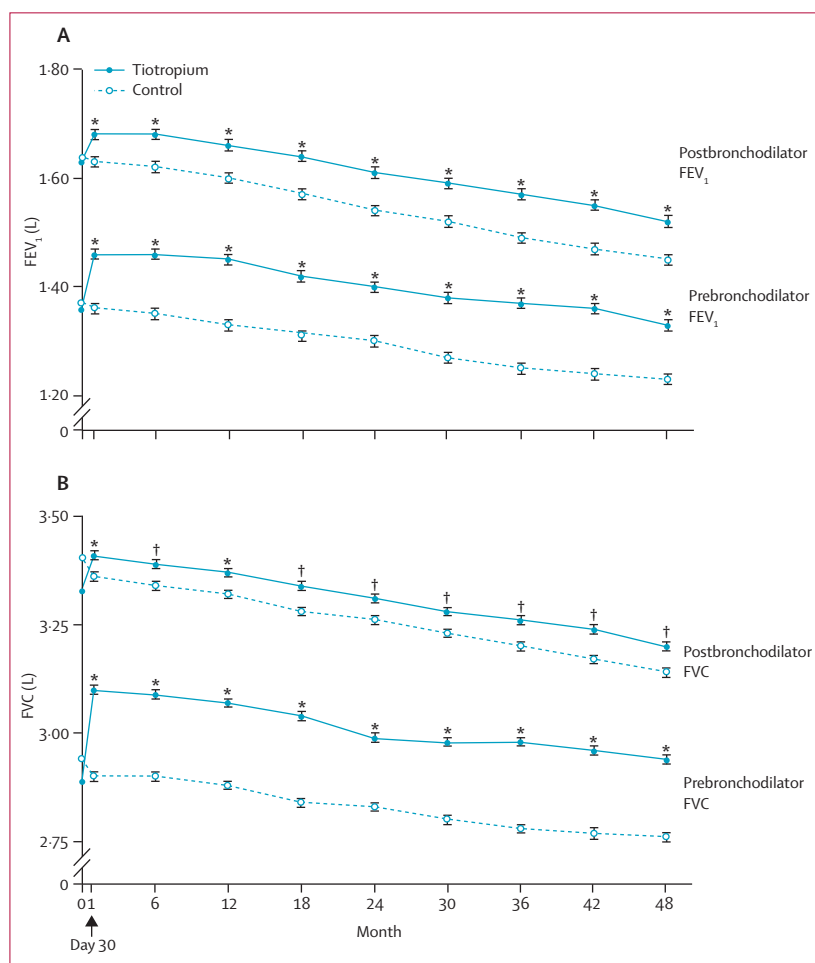 A
1·80
Tiotropium
Control
* * * * * * * * * *
Postbronchodilator
FEV1
1·60
FEV1 (L)
* * * * * * * * * *
1·40
Prebronchodilator
FEV1
1·20
0
B
3·50
* † * † † † † † †
3·25
Postbronchodilator
FVC
FVC (L)
* * * * * * * * *
3·00
Prebronchodilator
FVC
2·75
0
0 1 6 12 18 24 30 36 42 48
Day 30
Month